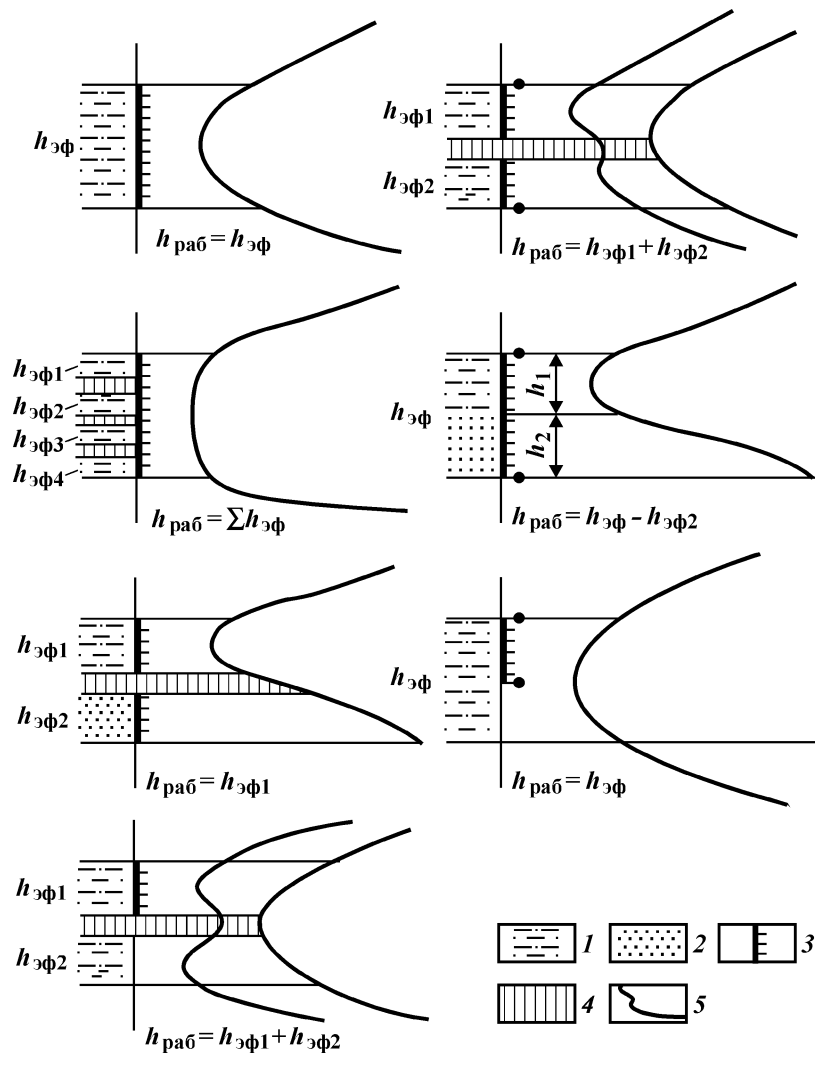 hэф
hраб = hэф
hэф1
hэф2
hраб = hэф1 + hэф2
hэф1
hэф2
hэф3
hэф4
hраб = ∑hэф
hэф
h1
h2
hраб = hэф - hэф2
hэф1
hэф2
hраб = hэф1
hэф
hраб = hэф
hэф1
hэф2
hраб = hэф1 + hэф2
1 2 3
4 5